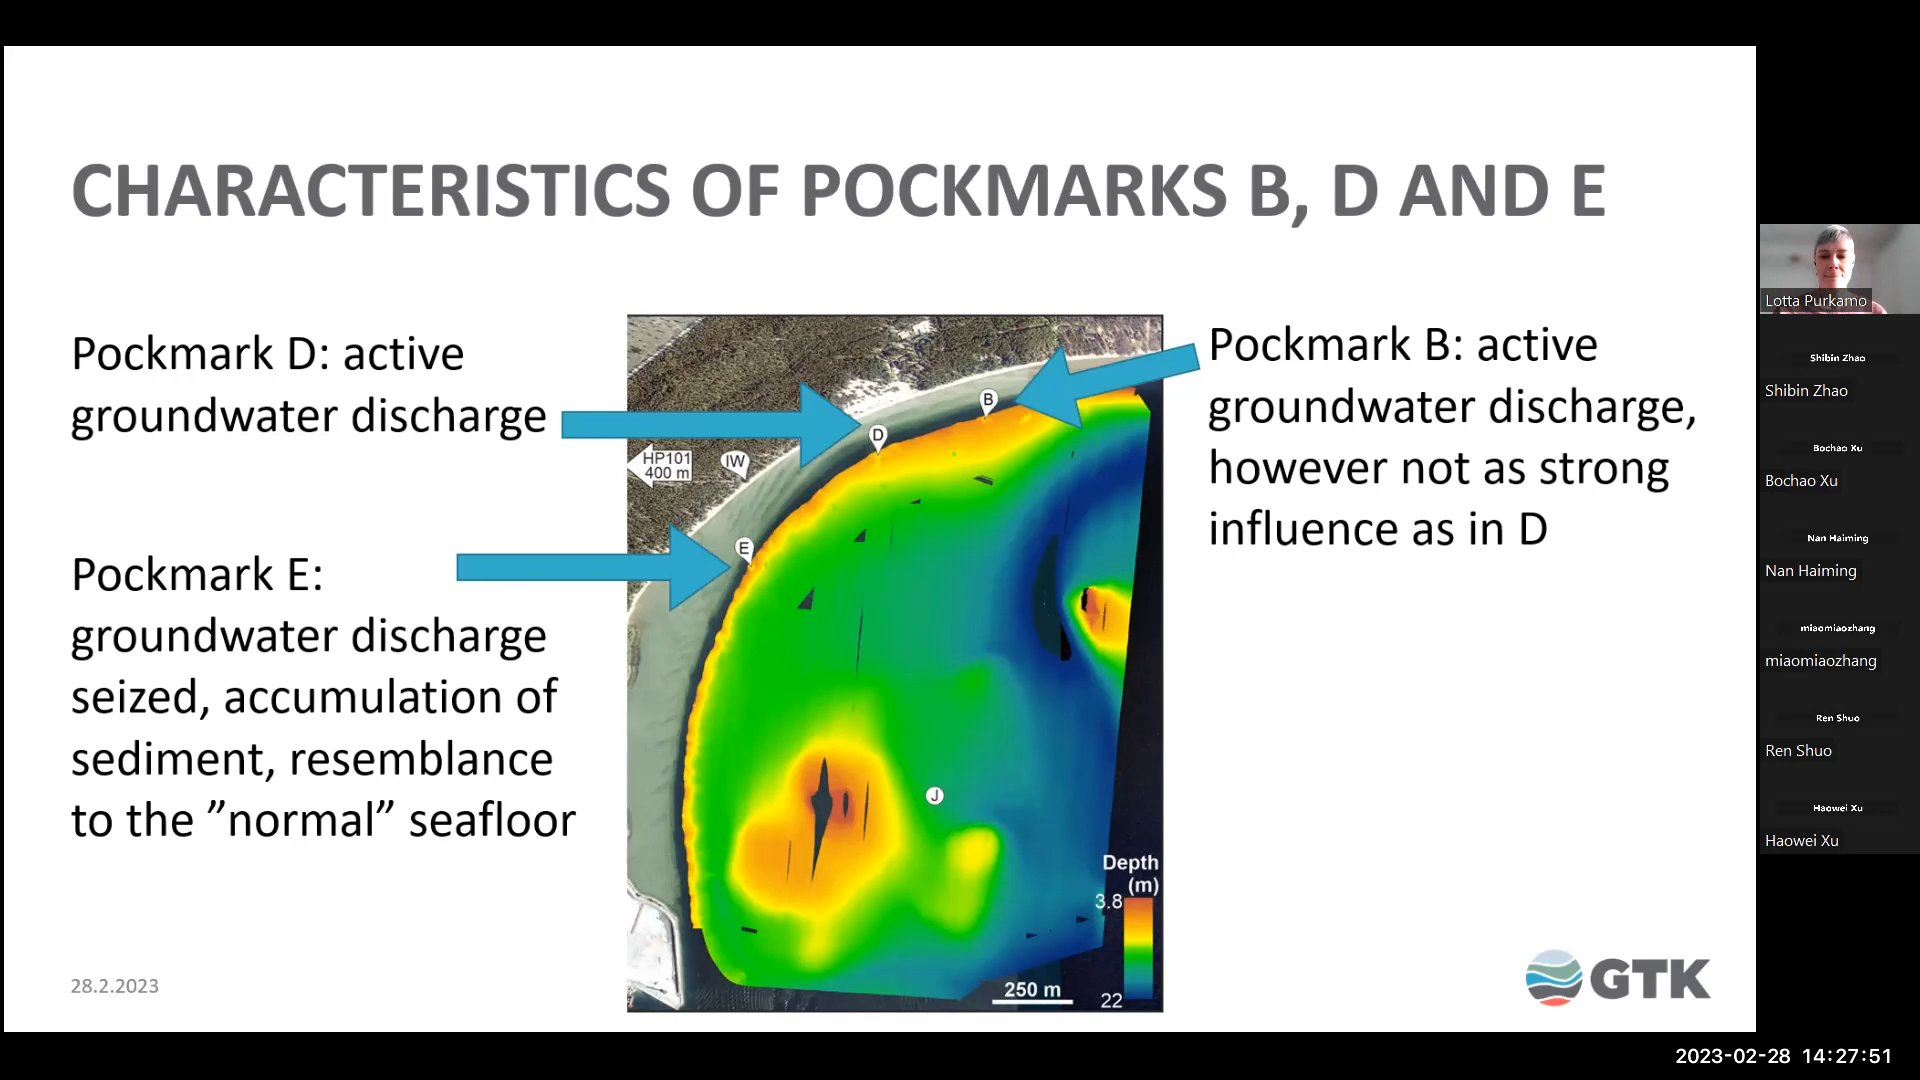 CHARACTERISTICS OF POCKMARKS B, D AND E
Pockmark D: active
groundwater discharge
Pockmark E:
groundwater discharge
seized, accumulation of
sediment, resemblance
to the ”normal” seafloor
B
D
HP101
400 m
IW
E
J
Depth
(m)
3.8
22
250 m
Pockmark B: active
groundwater discharge,
however not as strong
influence as in D
28.2.2023
GTK
Lotta Purkamo
Shibin Zhao
Shibin Zhao
Bochao Xu
Bochao Xu
Nan Haiming
Nan Haiming
miaomiaozhang
miaomiaozhang
Ren Shuo
Ren Shuo
Haowei Xu
Haowei Xu
2023-02-28 14:27:51